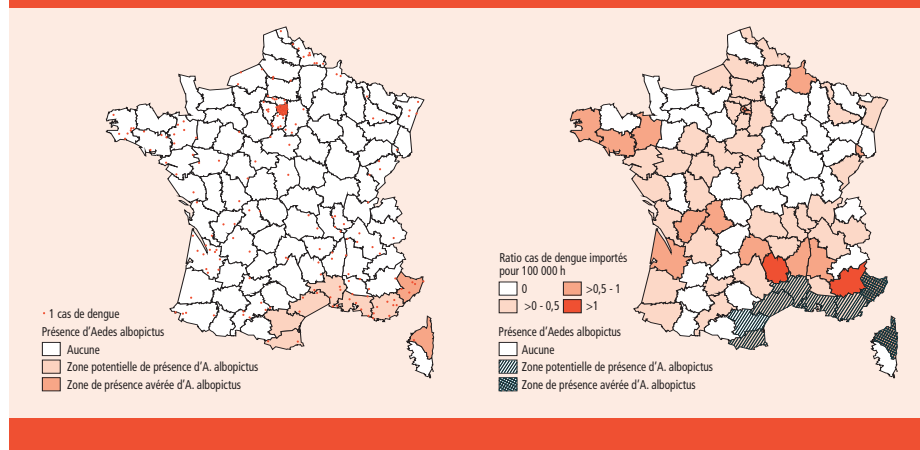 · 1 cas de dengue
Présence d'Aedes albopictus
Aucune
Zone potentielle de présence d'A. albopictus
Zone de présence avérée d'A. albopictus
Ratio cas de dengue importés
pour 100 000 h
0
>0,5 - 1
>0 - 0,5
>1
Présence d'Aedes albopictus
Aucune
Zone potentielle de présence d'A. albopictus
Zone de présence avérée d'A. albopictus